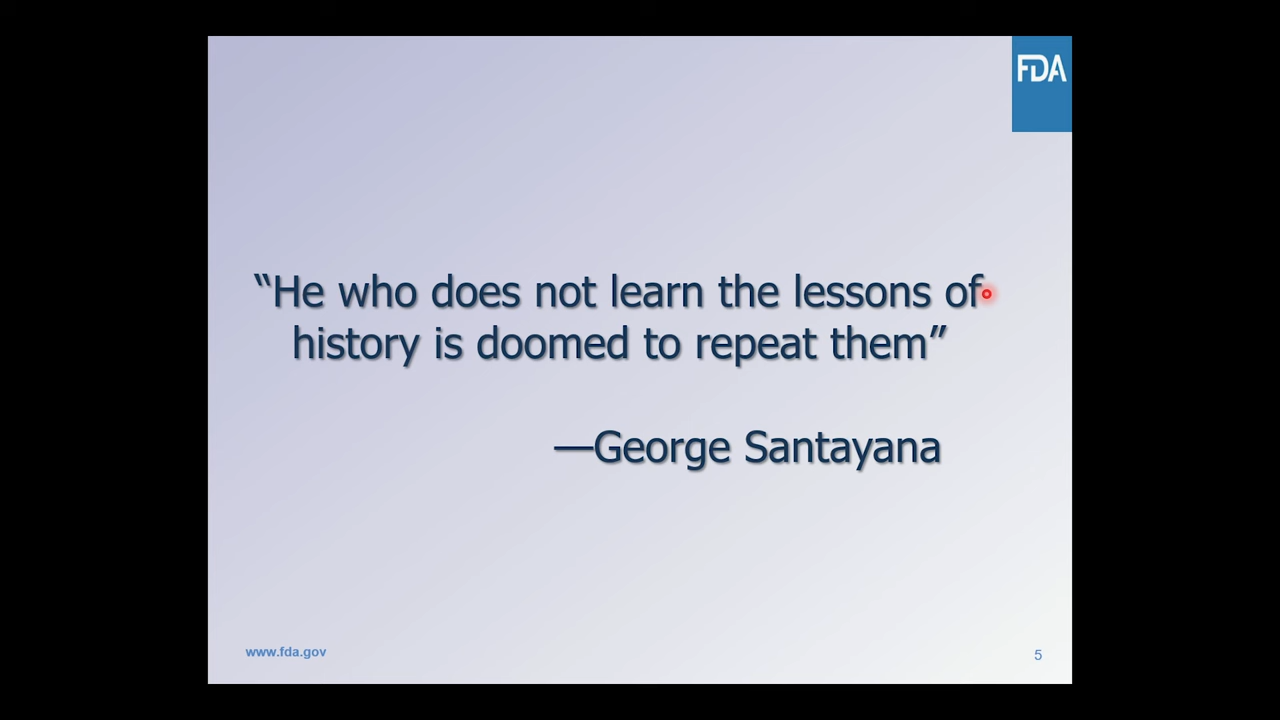 FDA
“He who does not learn the lessons of
history is doomed to repeat them”
—George Santayana
www.fda.gov
5